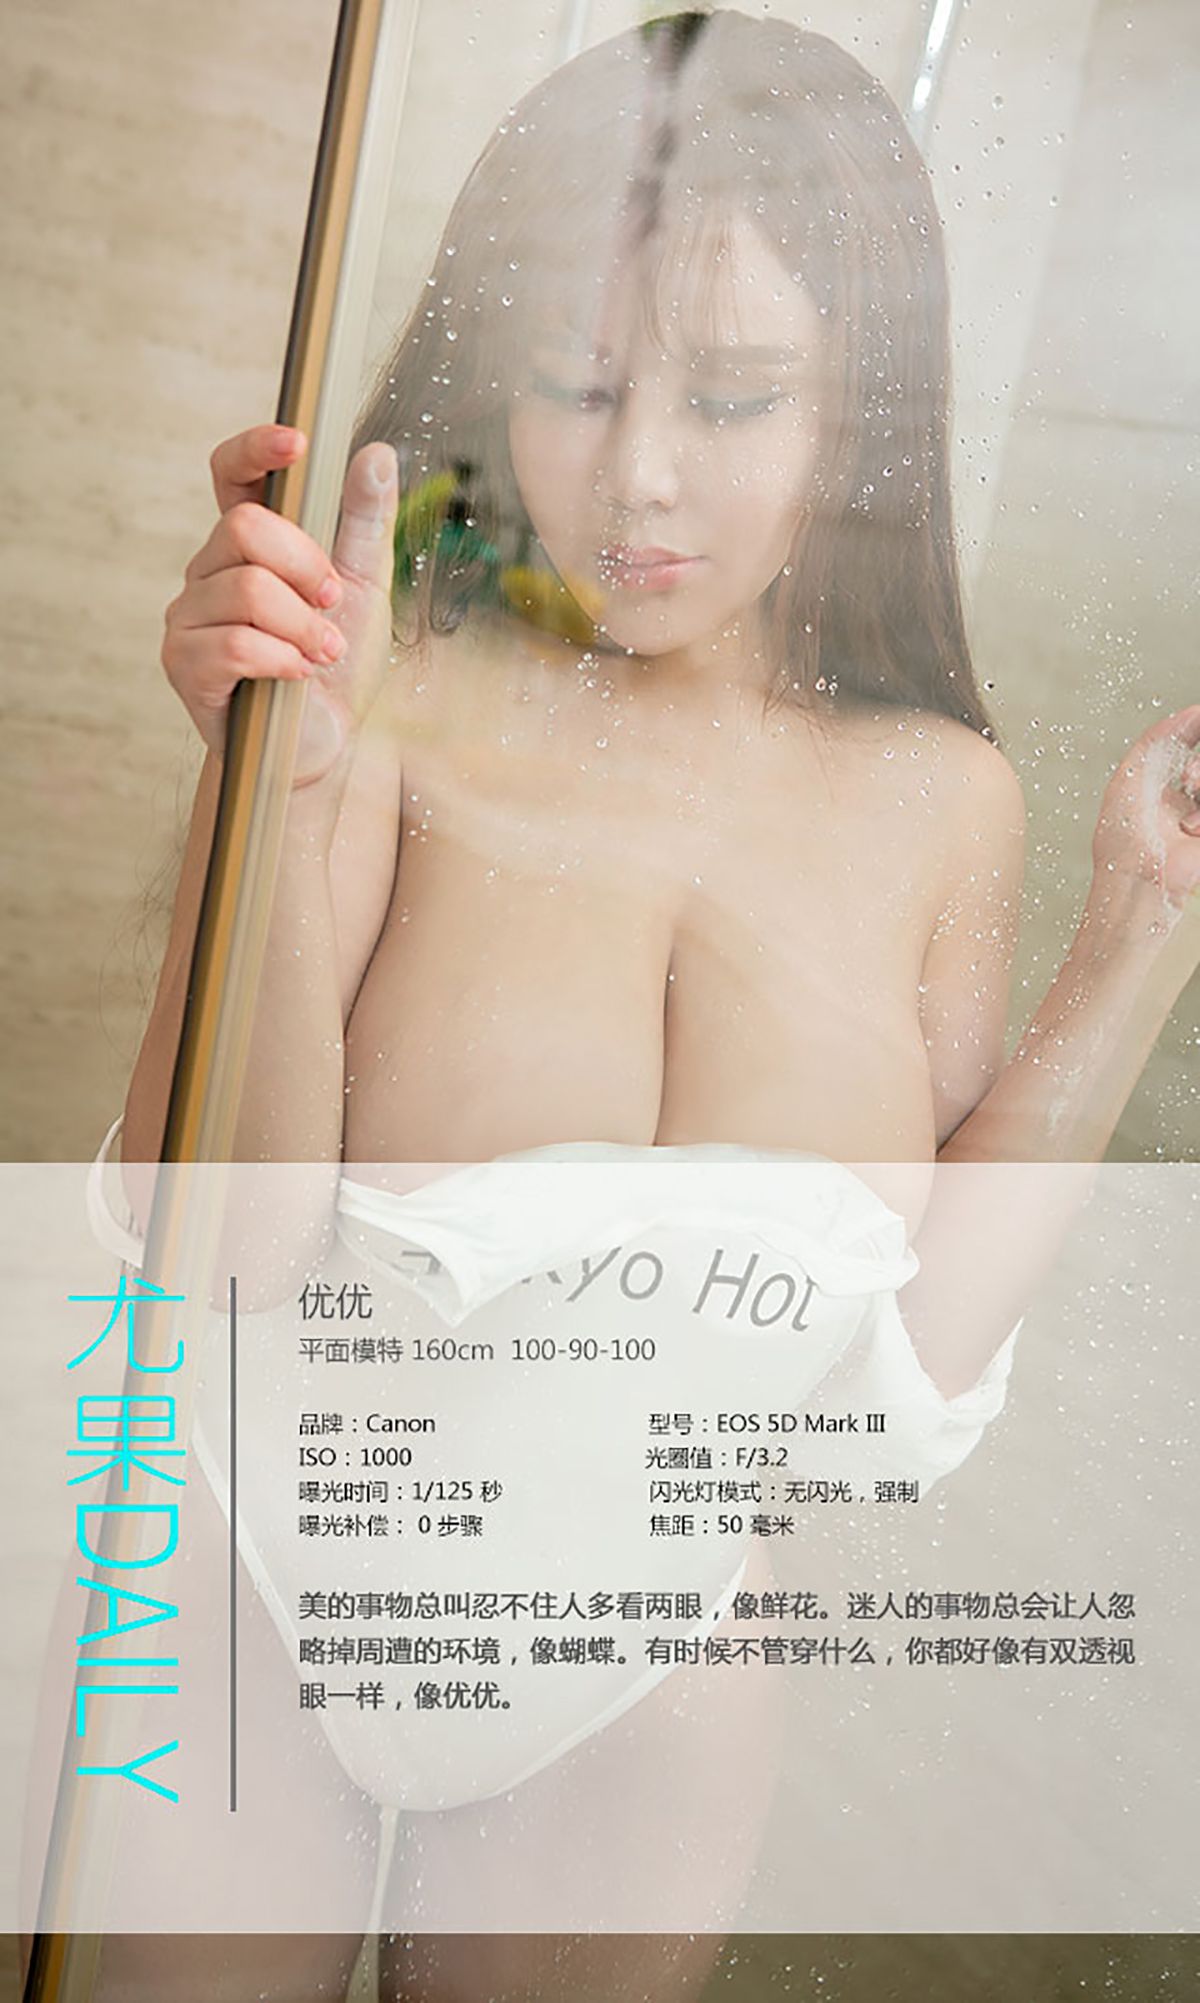 Kyo Hot
尤果DAILY
优优
平面模特 160cm 100-90-100
品牌：Canon 型号：EOS 5D Mark III
ISO：1000 光圈值：F/3.2
曝光时间：1/125 秒 闪光灯模式：无闪光，强制
曝光补偿： 0 步骤 焦距：50 毫米
美的事物总叫忍不住人多看两眼，像鲜花。迷人的事物总会让人忽
略掉周遭的环境，像蝴蝶。有时候不管穿什么，你都好像有双透视
眼一样，像优优。